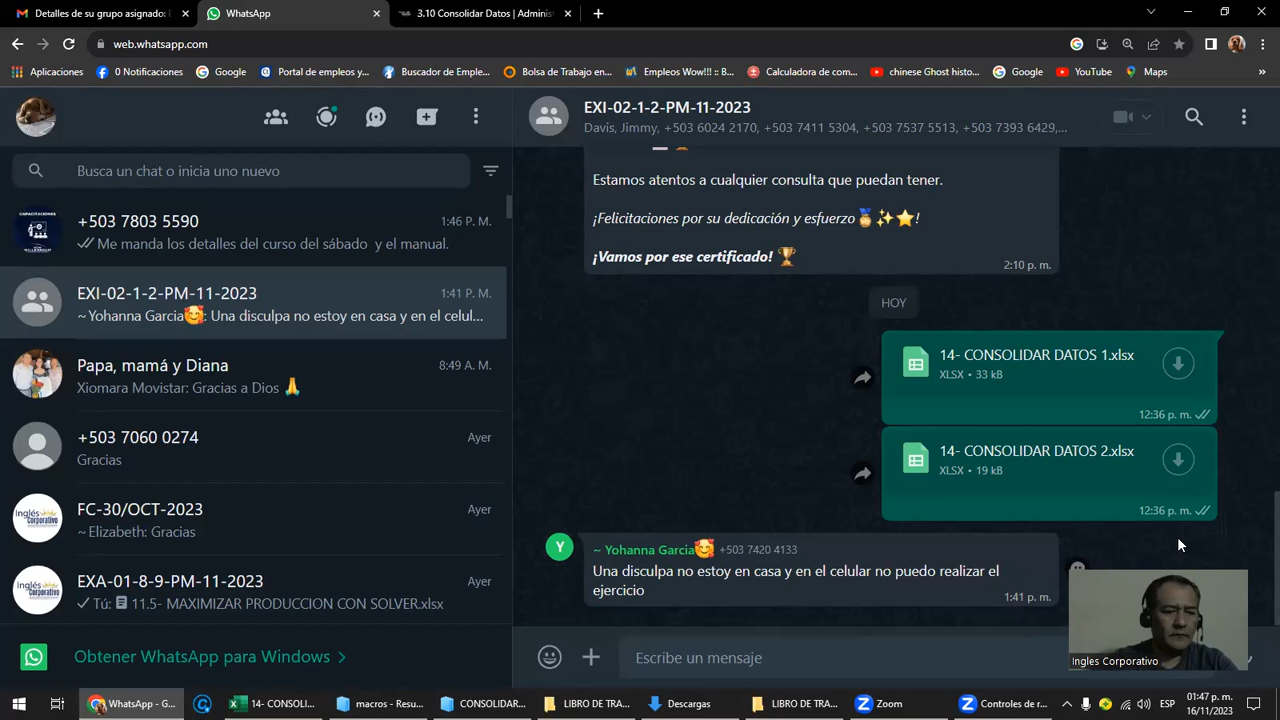 Detalles de su grupo asignado:
WhatsApp
3.10 Consolidar Datos | Adminis
web.whatsapp.com
Aplicaciones
0 Notificaciones
Google
Portal de empleos y...
Buscador de Emple...
Bolsa de Trabajo en...
Empleos Wow!!! :: B...
Calculadora de com...
chinese Ghost histo...
Google
YouTube
Maps
EXI-02-1-2-PM-11-2023
Davis, Jimmy, +503 6024 2170, +503 7411 5304, +503 7537 5513, +503 7393 6429,...
Busca un chat o inicia uno nuevo
+503 7803 5590
1:46 P. M.
Me manda los detalles del curso del sábado y el manual.
EXI-02-1-2-PM-11-2023
1:41 P. M.
~ Yohanna Garcia🥰: Una disculpa no estoy en casa y en el celul...
Papa, mamá y Diana
8:49 A. M.
Xiomara Movistar: Gracias a Dios 🙏
+503 7060 0274
Ayer
Gracias
FC-30/OCT-2023
Ayer
~ Elizabeth: Gracias
EXA-01-8-9-PM-11-2023
Ayer
Tú: 11.5- MAXIMIZAR PRODUCCION CON SOLVER.xlsx
Obtener WhatsApp para Windows
Estamos atentos a cualquier consulta que puedan tener.
¡Felicitaciones por su dedicación y esfuerzo🏅✨⭐!
¡Vamos por ese certificado! 🏆
2:10 p. m.
HOY
14- CONSOLIDAR DATOS 1.xlsx
XLSX • 33 kB
12:36 p. m.
14- CONSOLIDAR DATOS 2.xlsx
XLSX • 19 kB
12:36 p. m.
Y
~ Yohanna Garcia🥰 +503 7420 4133
Una disculpa no estoy en casa y en el celular no puedo realizar el
ejercicio
1:41 p. m.
Escribe un mensaje
Ingles Corporativo
WhatsApp - G...
14- CONSOLI...
macros - Resu...
CONSOLIDAR...
LIBRO DE TRA...
Descargas
LIBRO DE TRA...
Zoom
Controles de r...
ESP
01:47 p. m.
16/11/2023